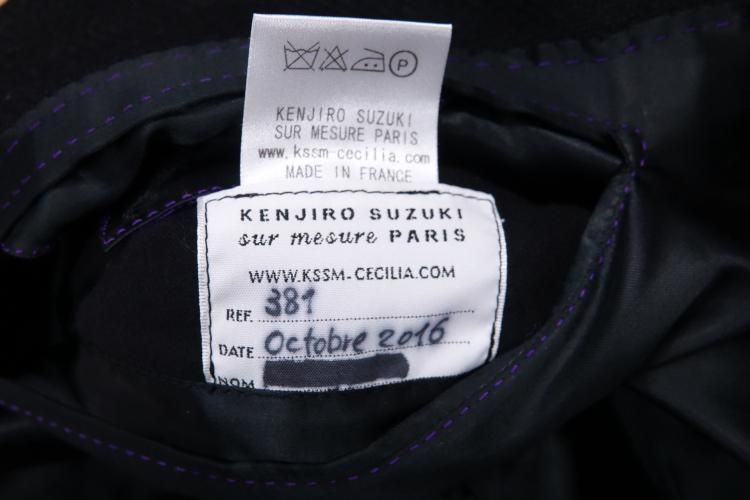 P
KENJIRO SUZUKI
SUR MESURE PARIS
www.kssm-cecilia.com
MADE IN FRANCE
KENJIRO SUZUKI
sur mesure PARIS
WWW.KSSM-CECILIA.COM
REF. 381
DATE Octobre 2016
NOM